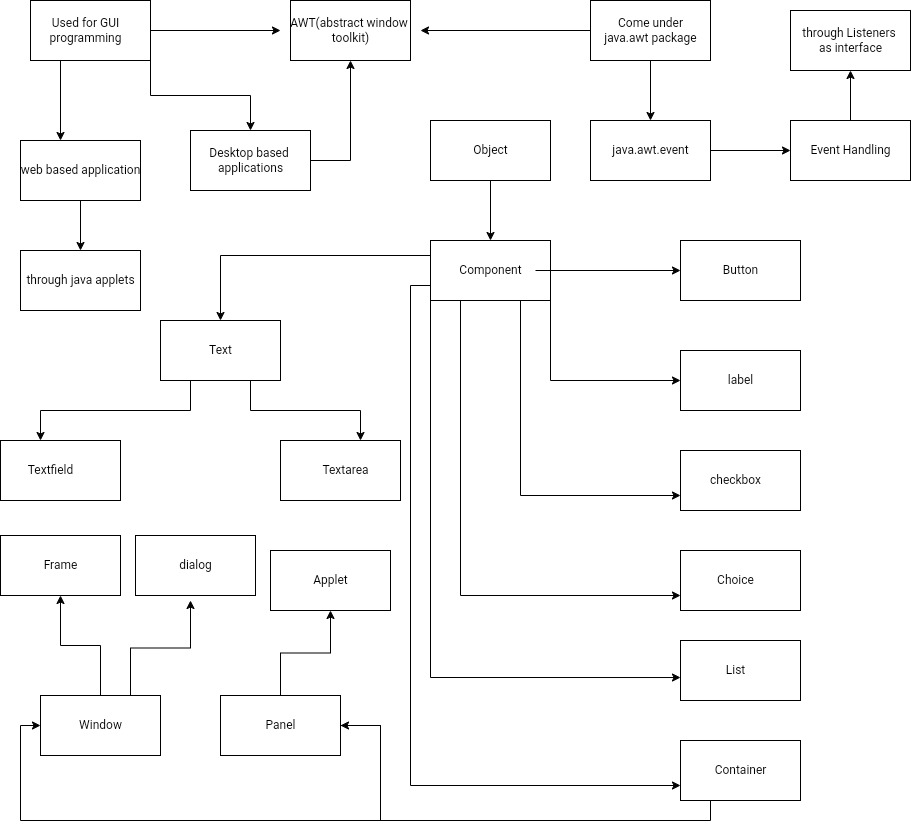 Used for GUI
programming
AWT(abstract window
toolkit)
Come under
java.awt package
through Listeners
as interface
web based application
Desktop based
applications
Object
java.awt.event
Event Handling
through java applets
Component
Button
Text
label
Textfield
Textarea
checkbox
Frame
dialog
Applet
Choice
List
Window
Panel
Container